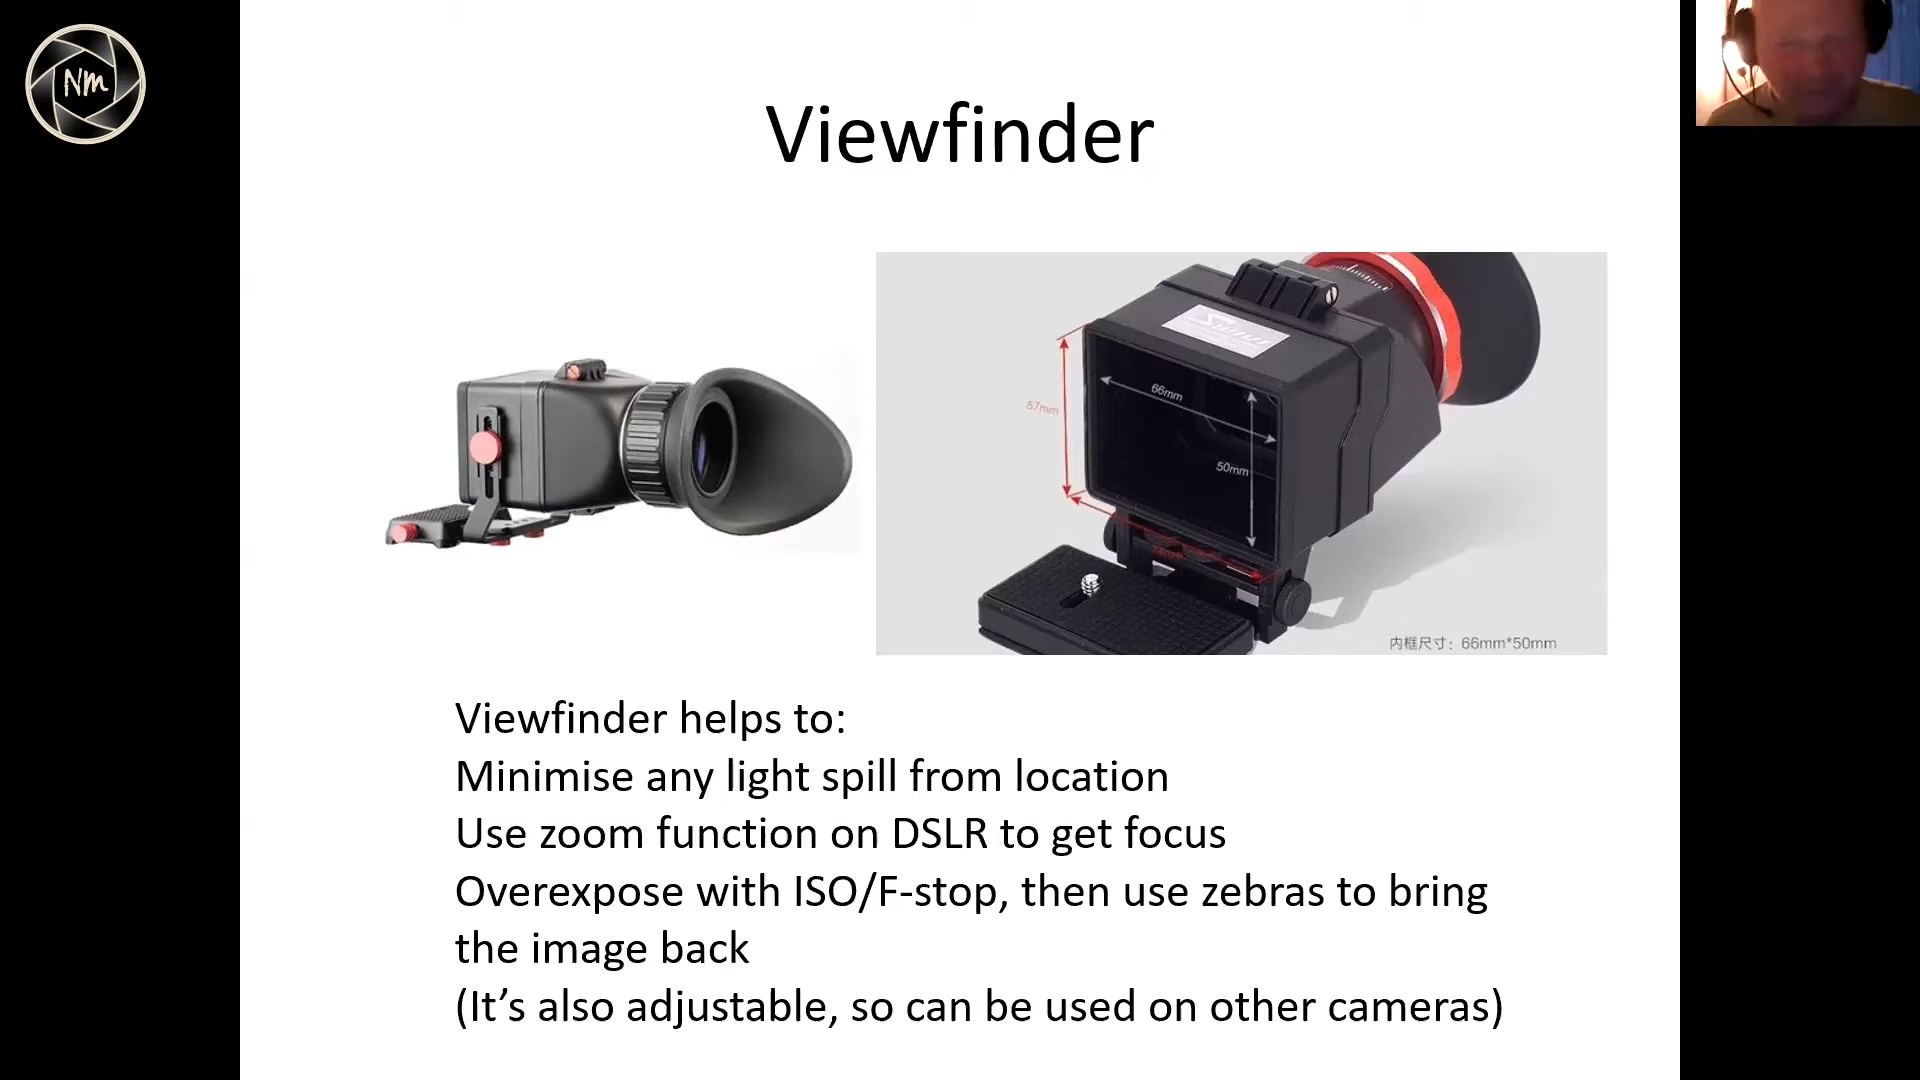 Nm
Viewfinder
57mm
66mm
50mm
内框尺寸: 66mm*50mm
Viewfinder helps to:
Minimise any light spill from location
Use zoom function on DSLR to get focus
Overexpose with ISO/F-stop, then use zebras to bring
the image back
(It’s also adjustable, so can be used on other cameras)